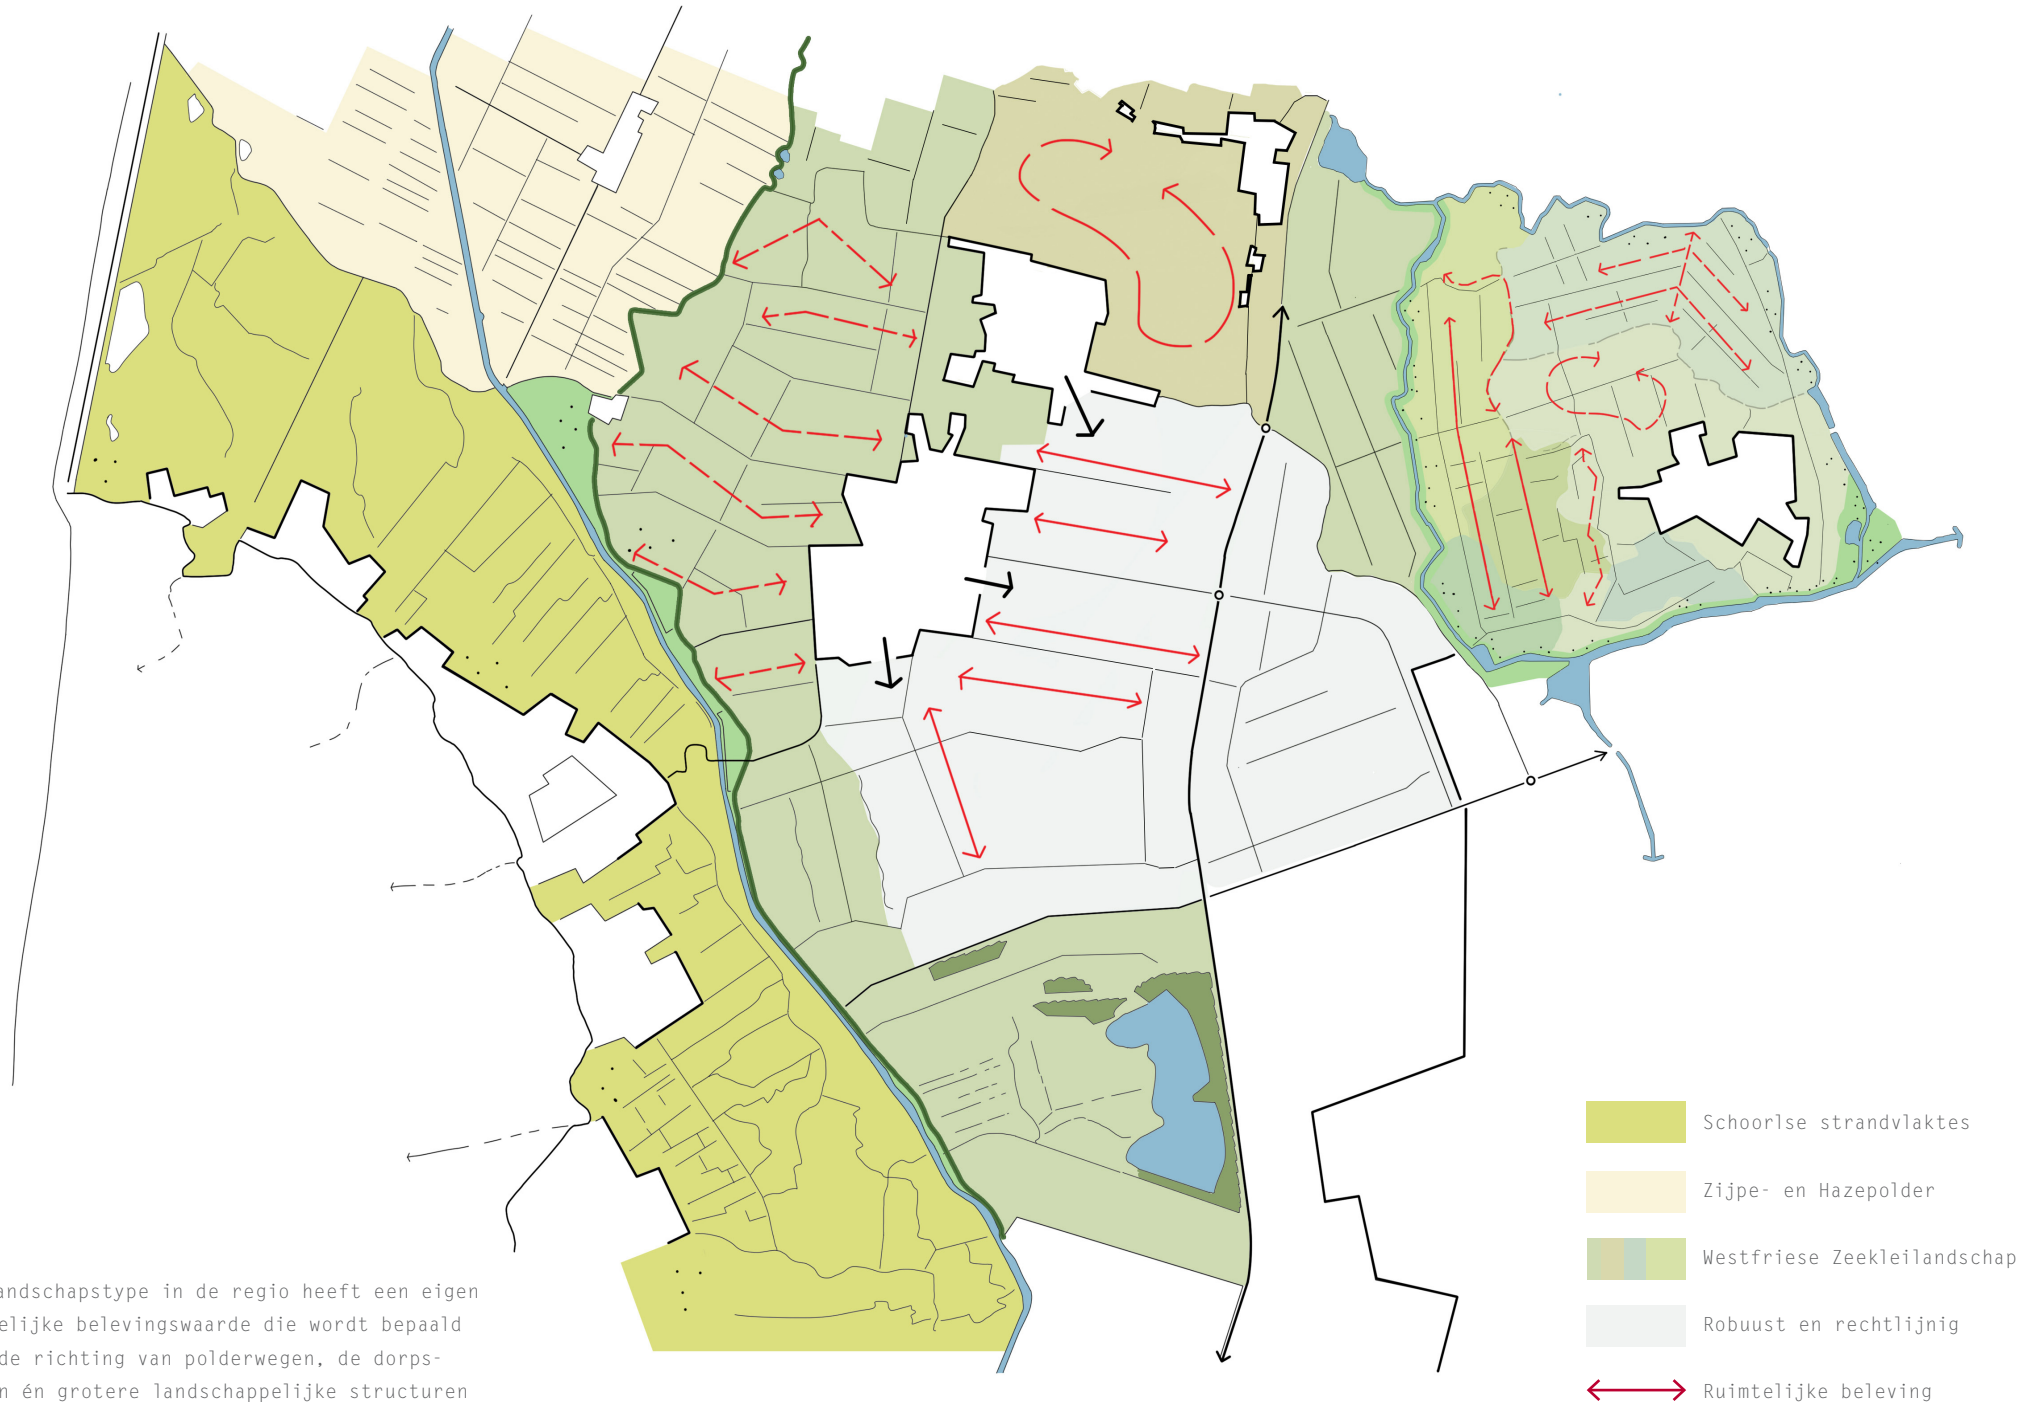 Schoorlse strandvlaktes
Zijpe- en Hazepolder
Westfriese Zeekleilandschap
Robuust en rechtlijnig
Ruimtelijke beleving
andschapstype in de regio heeft een eigen
elijke belevingswaarde die wordt bepaald
de richting van polderwegen, de dorps-
n én grotere landschappelijke structuren